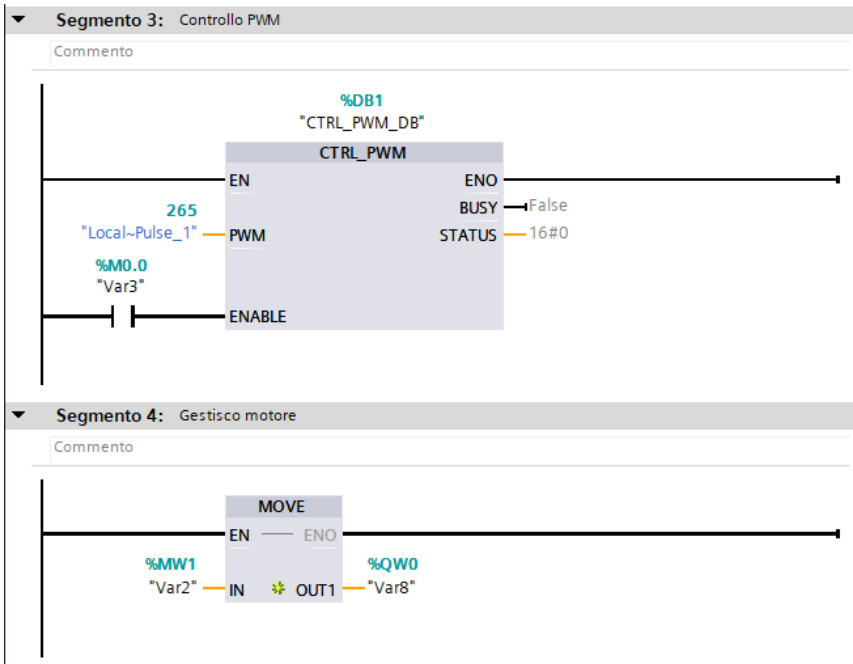 Segmento 3: Controllo PWM
Commento
%DB1
"CTRL_PWM_DB"
CTRL_PWM
EN ENO
265 BUSY False
"Local~Pulse_1" PWM STATUS 16#0
%M0.0
"Var3"
ENABLE
Segmento 4: Gestisco motore
Commento
MOVE
EN ENO
%MW1 %QW0
"Var2" IN OUT1 "Var8"